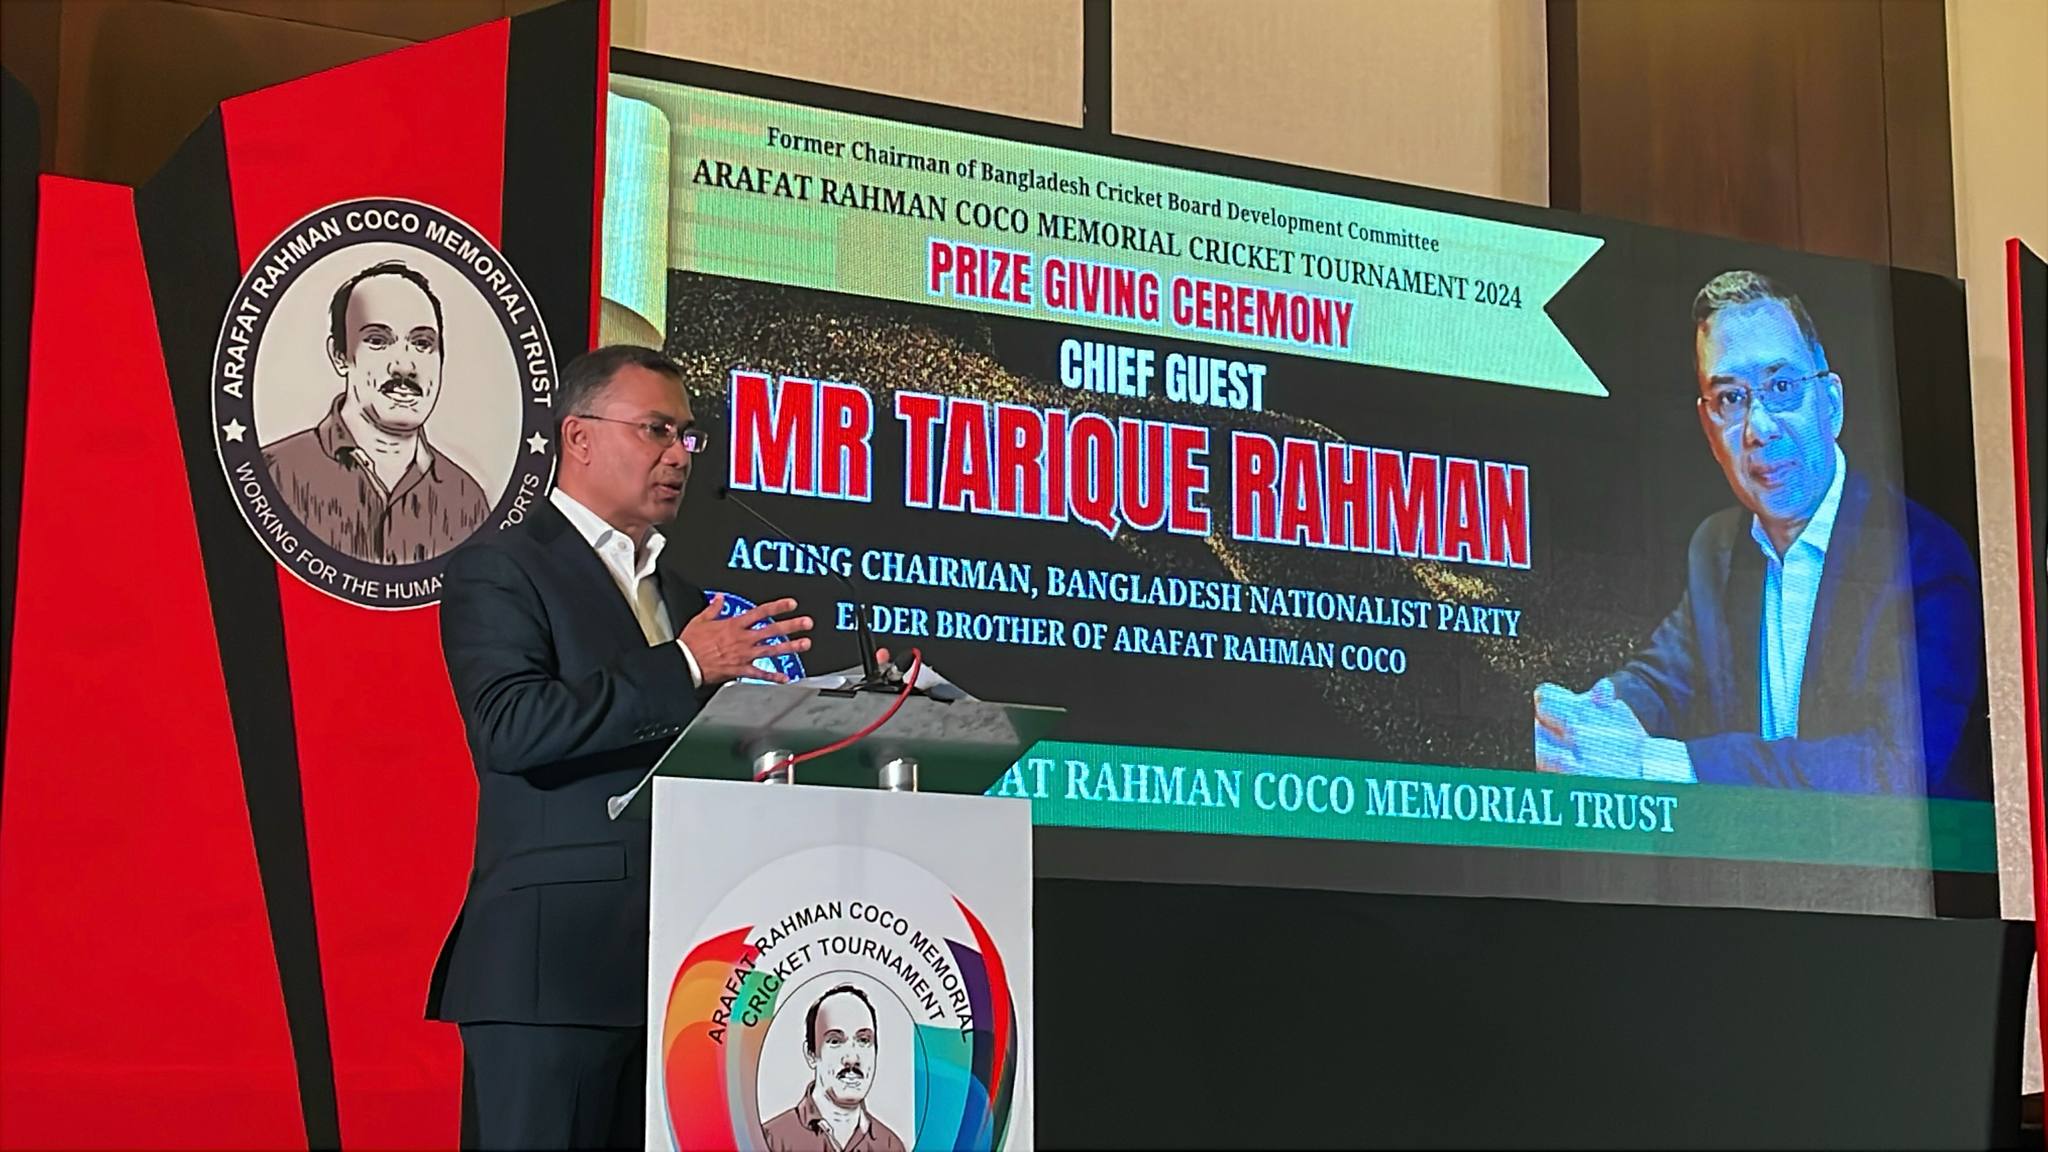 ARAFAT RAHMAN COCO MEMORIAL TRUST
WORKING FOR THE
Former Chairman of Bangladesh Cricket Board Development Committee
ARAFAT RAHMAN COCO MEMORIAL CRICKET TOURNAMENT 2024
PRIZE GIVING CEREMONY
CHIEF GUEST
MR TARIQUE RAHMAN
ACTING CHAIRMAN, BANGLADESH NATIONALIST PARTY
ELDER BROTHER OF ARAFAT RAHMAN COCO
RAHMAN COCO MEMORIAL TRUST
ARAFAT RAHMAN COCO MEMORIAL
CRICKET TOURNAMENT